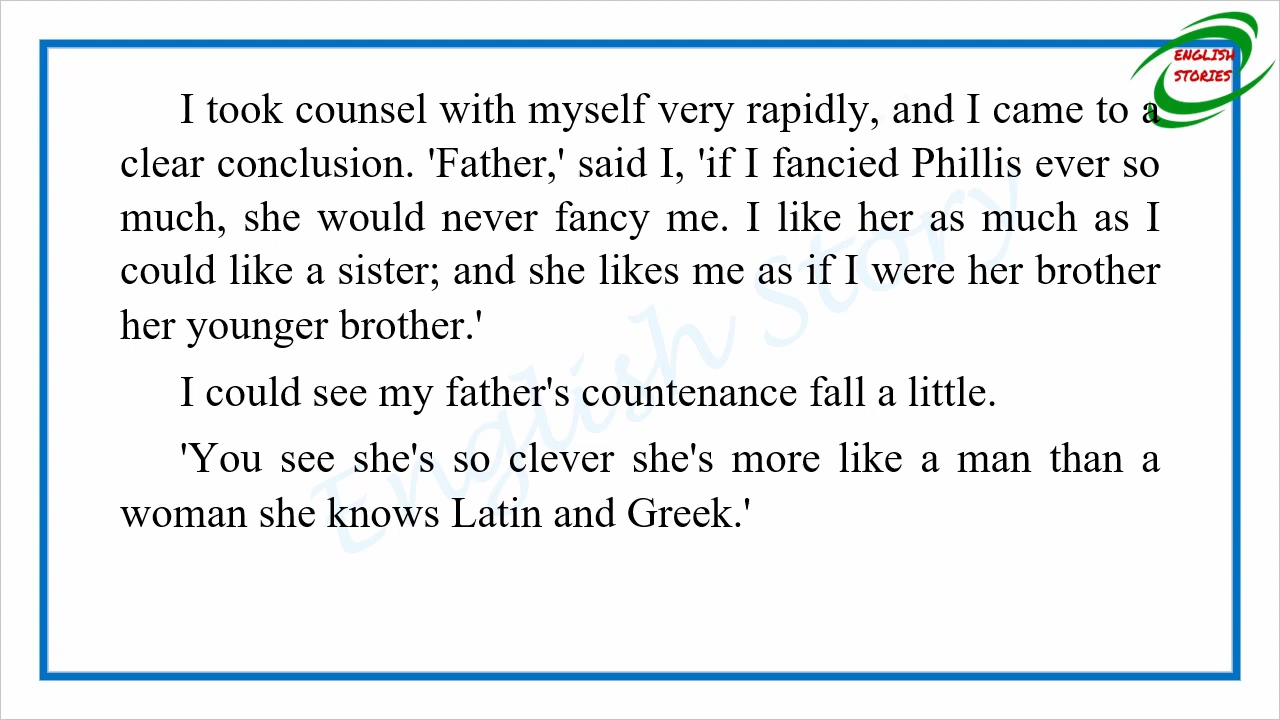 ENGLISH
STORIES
I took counsel with myself very rapidly, and I came to a
clear conclusion. 'Father,' said I, 'if I fancied Phillis ever so
much, she would never fancy me. I like her as much as I
could like a sister; and she likes me as if I were her brother
her younger brother.'
I could see my father's countenance fall a little.
'You see she's so clever she's more like a man than a
woman she knows Latin and Greek.'
English Story